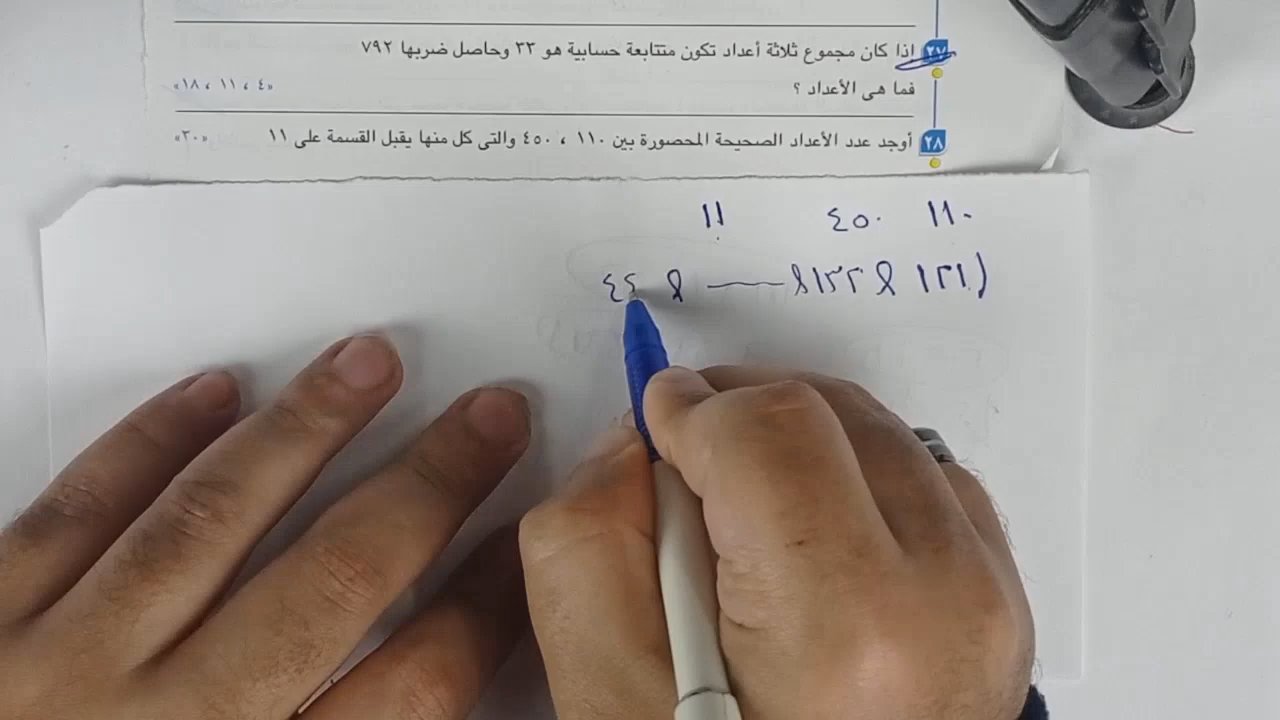 ٢٧ إذا كان مجموع ثلاثة أعداد تكون متتابعة حسابية هو ٣٣ وحاصل ضربها ٧٩٢
فما هى الأعداد ؟ «٤ ، ١١ ، ١٨»
٢٨ أوجد عدد الأعداد الصحيحة المحصورة بين ١١٠ ، ٤٥٠ والتى كل منها يقبل القسمة على ١١ «٣٠»
١١٠ ٤٥٠ ١١
(١٢١ ، ١٣٢ ، —— ، ٤٤